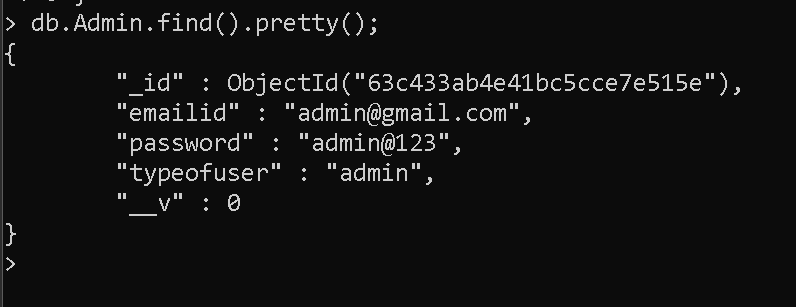 > db.Admin.find().pretty();
{
"_id" : ObjectId("63c433ab4e41bc5cce7e515e"),
"emailid" : "admin@gmail.com",
"password" : "admin@123",
"typeofuser" : "admin",
"__v" : 0
}
>